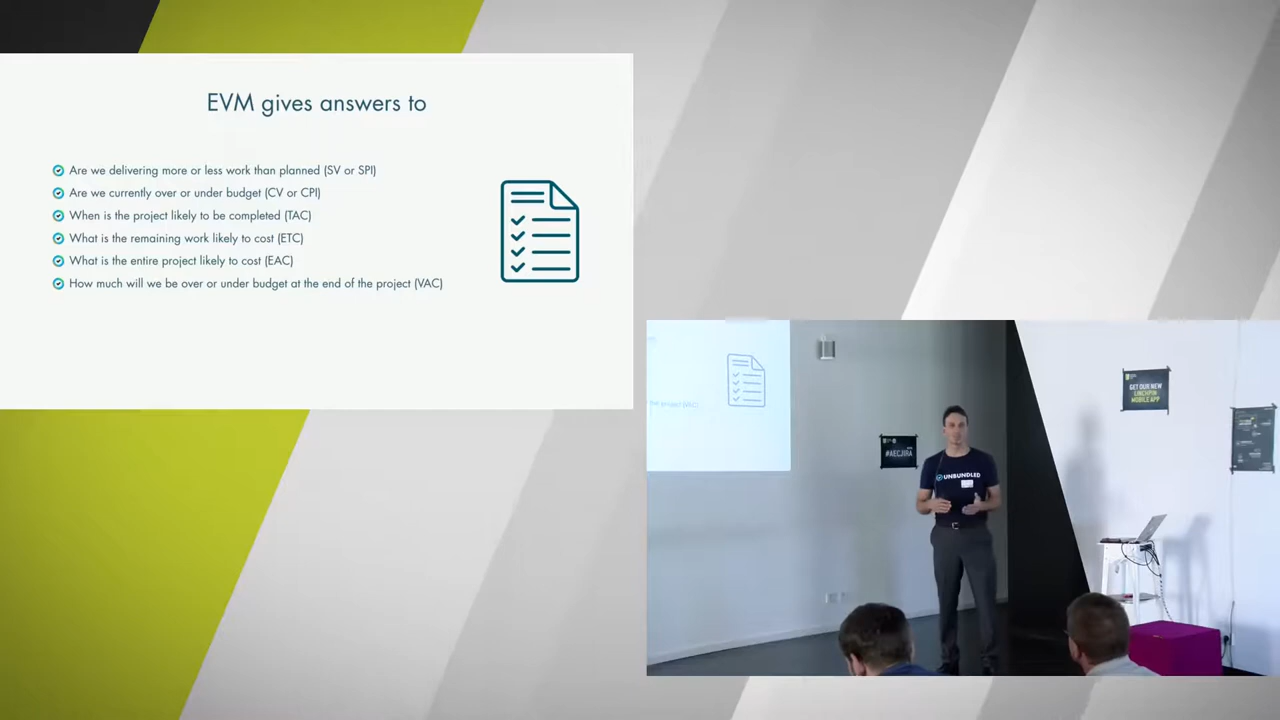 EVM gives answers to
Are we delivering more or less work than planned (SV or SPI)
Are we currently over or under budget (CV or CPI)
When is the project likely to be completed (TAC)
What is the remaining work likely to cost (ETC)
What is the entire project likely to cost (EAC)
How much will we be over or under budget at the end of the project (VAC)
the project (VAC)
#AECJIRA
UNBUNDLED
GET OUR NEW
LINCHPIN
MOBILE APP